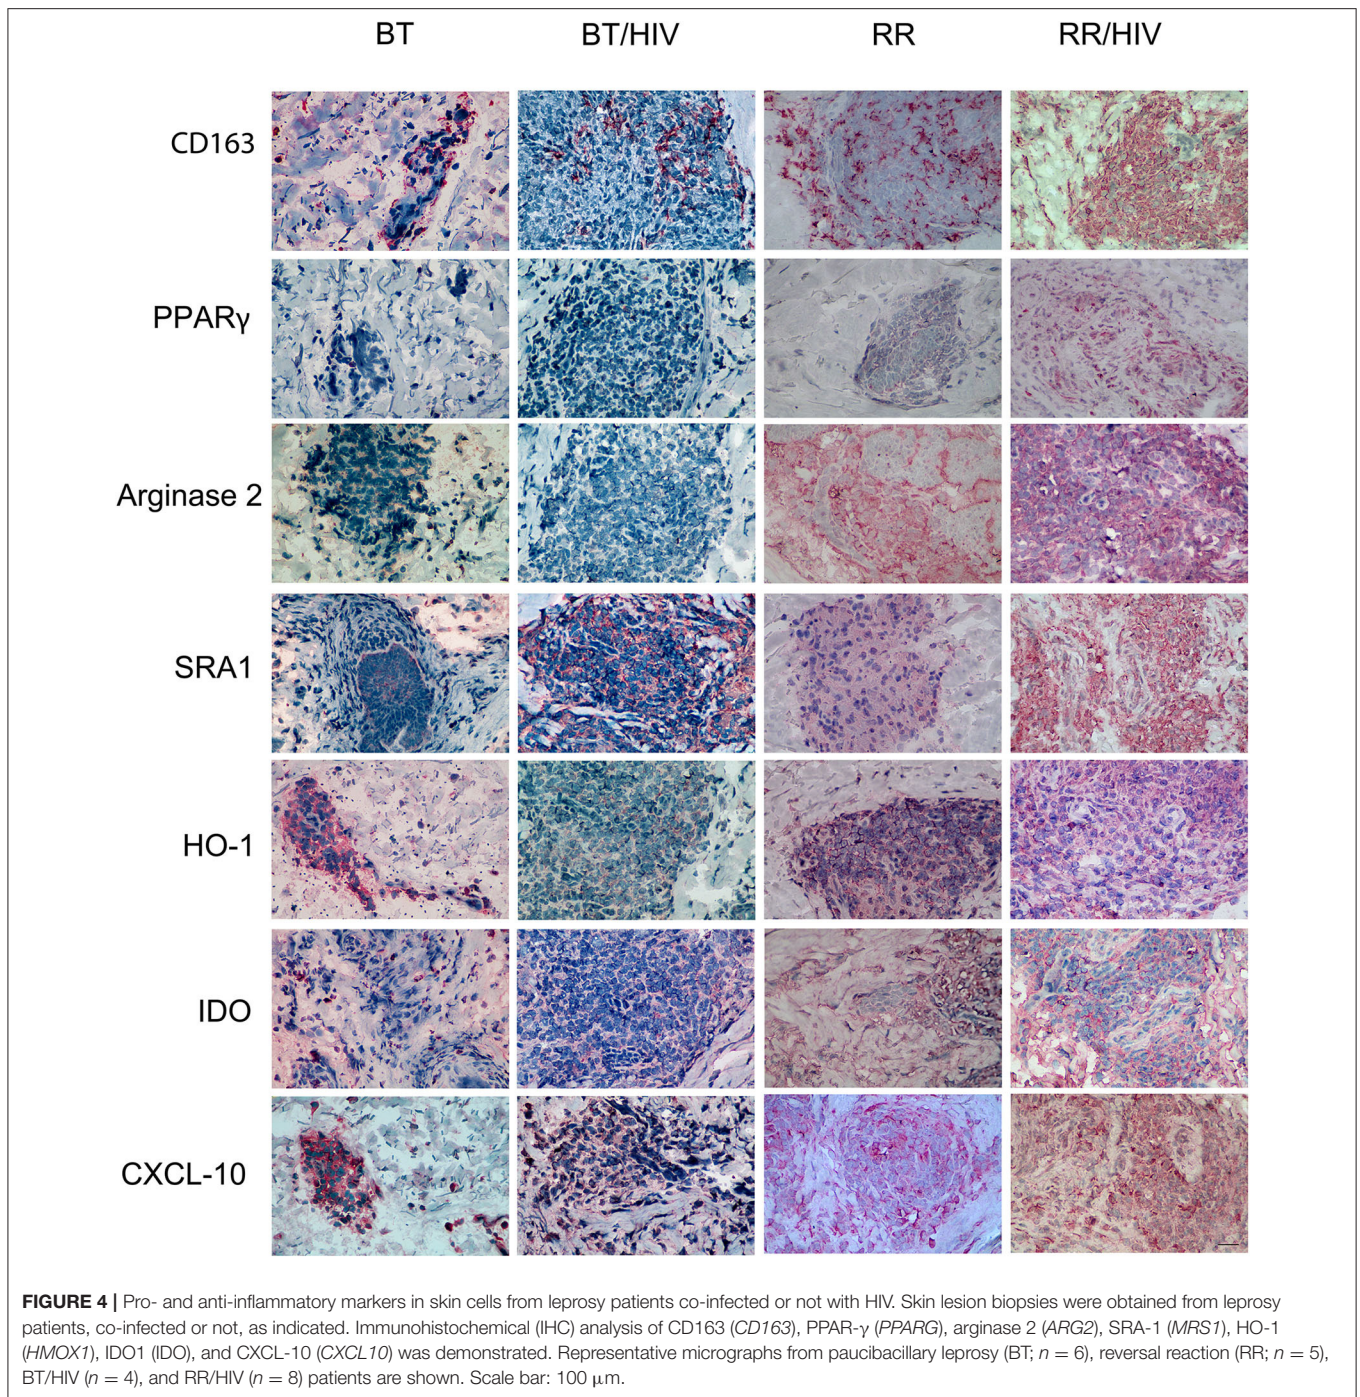 BT BT/HIV RR RR/HIV
CD163
PPARγ
Arginase 2
SRA1
HO-1
IDO
CXCL-10
FIGURE 4 | Pro- and anti-inflammatory markers in skin cells from leprosy patients co-infected or not with HIV. Skin lesion biopsies were obtained from leprosy
patients, co-infected or not, as indicated. Immunohistochemical (IHC) analysis of CD163 (CD163), PPAR-γ (PPARG), arginase 2 (ARG2), SRA-1 (MRS1), HO-1
(HMOX1), IDO1 (IDO), and CXCL-10 (CXCL10) was demonstrated. Representative micrographs from paucibacillary leprosy (BT; n = 6), reversal reaction (RR; n = 5),
BT/HIV (n = 4), and RR/HIV (n = 8) patients are shown. Scale bar: 100 μm.